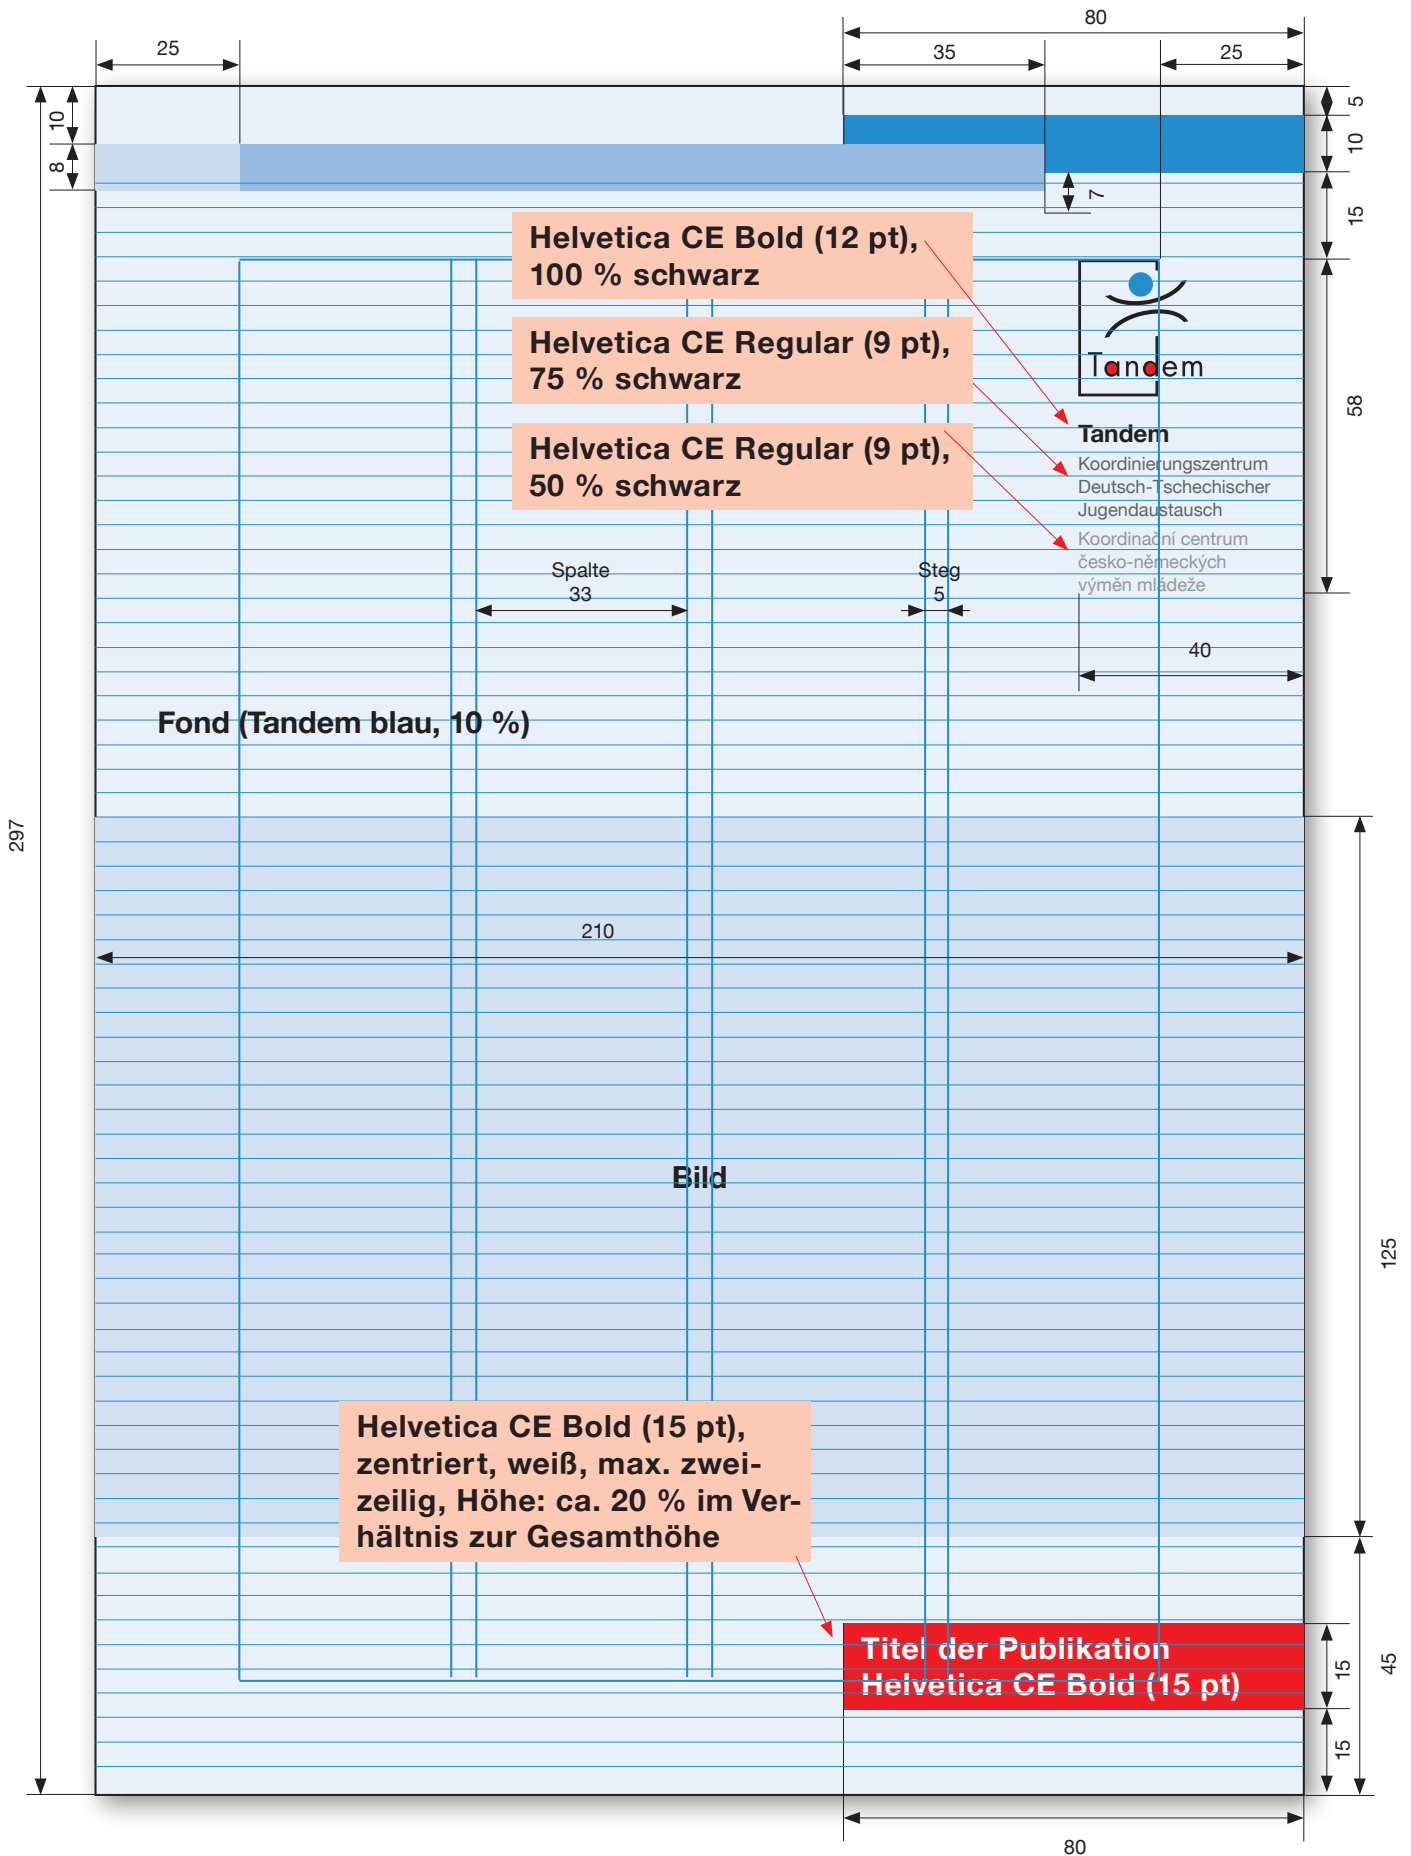 80
25
35
25
10
8
5
10
15
7
Helvetica CE Bold (12 pt),
100 % schwarz
Helvetica CE Regular (9 pt),
75 % schwarz
Helvetica CE Regular (9 pt),
50 % schwarz
Tandem
58
Tandem
Koordinierungszentrum
Deutsch-Tschechischer
Jugendaustausch
Koordinační centrum
česko-německých
výměn mládeže
Spalte
33
Steg
5
40
Fond (Tandem blau, 10 %)
297
210
Bild
125
Helvetica CE Bold (15 pt),
zentriert, weiß, max. zwei-
zeilig, Höhe: ca. 20 % im Ver-
hältnis zur Gesamthöhe
Titel der Publikation
Helvetica CE Bold (15 pt)
15
45
15
80